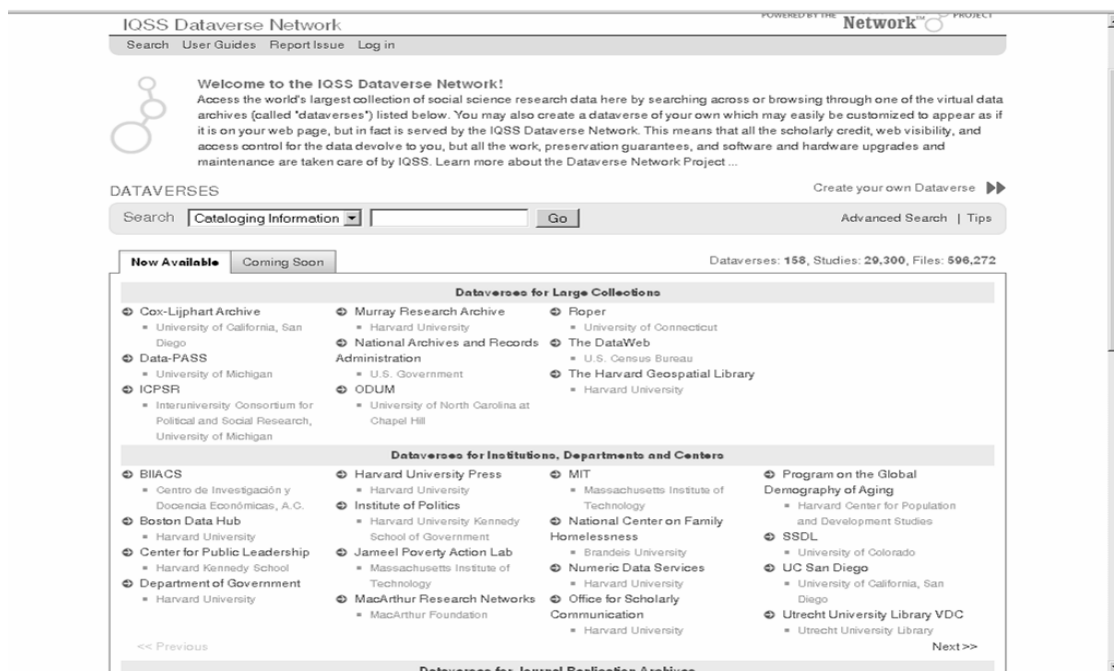 POWERED BY THE Network™ PROJECT
IQSS Dataverse Network
Search User Guides Report Issue Log in
Welcome to the IQSS Dataverse Network!
Access the world's largest collection of social science research data here by searching across or browsing through one of the virtual data
archives (called "dataverses") listed below. You may also create a dataverse of your own which may easily be customized to appear as if
it is on your web page, but in fact is served by the IQSS Dataverse Network. This means that all the scholarly credit, web visibility, and
access control for the data devolve to you, but all the work, preservation guarantees, and software and hardware upgrades and
maintenance are taken care of by IQSS. Learn more about the Dataverse Network Project ...
DATAVERSES
Create your own Dataverse
Search Cataloging Information Go Advanced Search | Tips
Now Available Coming Soon
Dataverses: 158, Studies: 29,300, Files: 596,272
Dataverses for Large Collections
Cox-Lijphart Archive
University of California, San
Diego
Data-PASS
University of Michigan
ICPSR
Interuniversity Consortium for
Political and Social Research,
University of Michigan
Murray Research Archive
Harvard University
National Archives and Records
Administration
U.S. Government
ODUM
University of North Carolina at
Chapel Hill
Roper
University of Connecticut
The DataWeb
U.S. Census Bureau
The Harvard Geospatial Library
Harvard University
Dataverses for Institutions, Departments and Centers
BIIACS
Centro de Investigación y
Docencia Económicas, A.C.
Boston Data Hub
Harvard University
Center for Public Leadership
Harvard Kennedy School
Department of Government
Harvard University
Harvard University Press
Harvard University
Institute of Politics
Harvard University Kennedy
School of Government
Jameel Poverty Action Lab
Massachusetts Institute of
Technology
MacArthur Research Networks
MacArthur Foundation
MIT
Massachusetts Institute of
Technology
National Center on Family
Homelessness
Brandeis University
Numeric Data Services
Harvard University
Office for Scholarly
Communication
Harvard University
Program on the Global
Demography of Aging
Harvard Center for Population
and Development Studies
SSDL
University of Colorado
UC San Diego
University of California, San
Diego
Utrecht University Library VDC
Utrecht University Library
<< Previous
Next >>
Dataverses for Journal Replication Archives